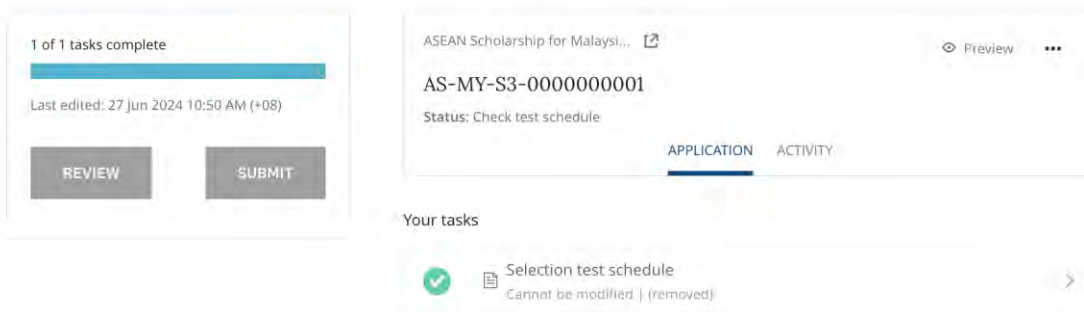 1 of 1 tasks complete
Last edited: 27 Jun 2024 10:50 AM (+08)
REVIEW
SUBMIT
ASEAN Scholarship for Malaysi...
Preview
AS-MY-S3-0000000001
Status: Check test schedule
APPLICATION
ACTIVITY
Your tasks
Selection test schedule
Cannot be modified | (removed)